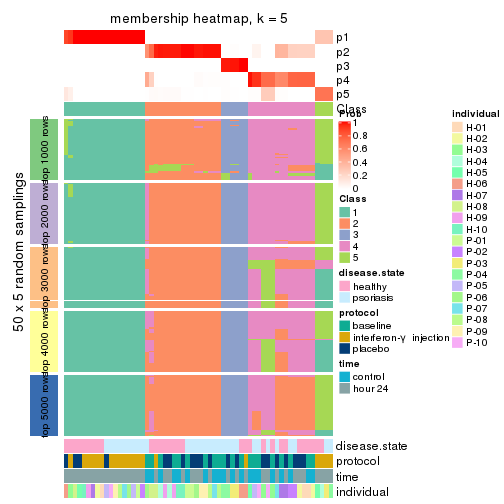 membership heatmap, k = 5
p1
p2
p3
p4
p5
Class
50 x 5 random samplings
top 1000 rows
top 2000 rows
top 3000 rows
top 4000 rows
top 5000 rows
disease.state
protocol
time
individual
Prob
1
0.8
0.6
0.4
0.2
0
Class
1
2
3
4
5
disease.state
healthy
psoriasis
protocol
baseline
interferon-γ injection
placebo
time
control
hour 24
individual
H-01
H-02
H-03
H-04
H-05
H-06
H-07
H-08
H-09
H-10
P-01
P-02
P-03
P-04
P-05
P-06
P-07
P-08
P-09
P-10